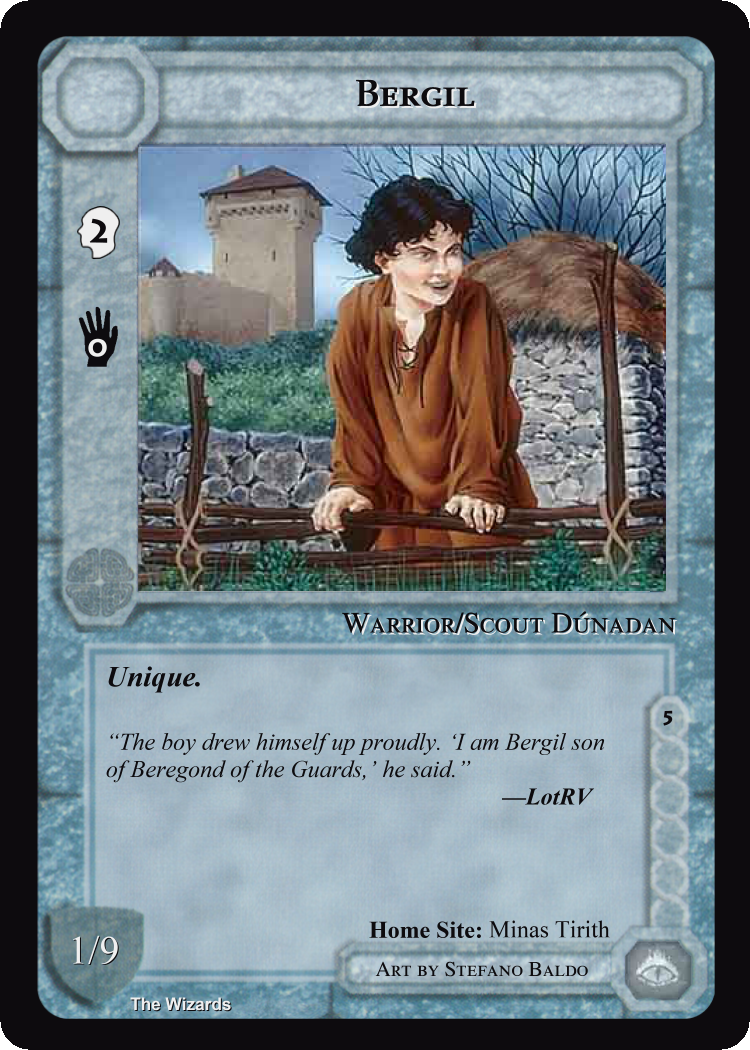 Bergil
2
0
Warrior/Scout Dúnadan
Unique.
“The boy drew himself up proudly. ‘I am Bergil son
of Beregond of the Guards,’ he said.”
—LotRV
5
Home Site: Minas Tirith
1/9
Art by Stefano Baldo
The Wizards